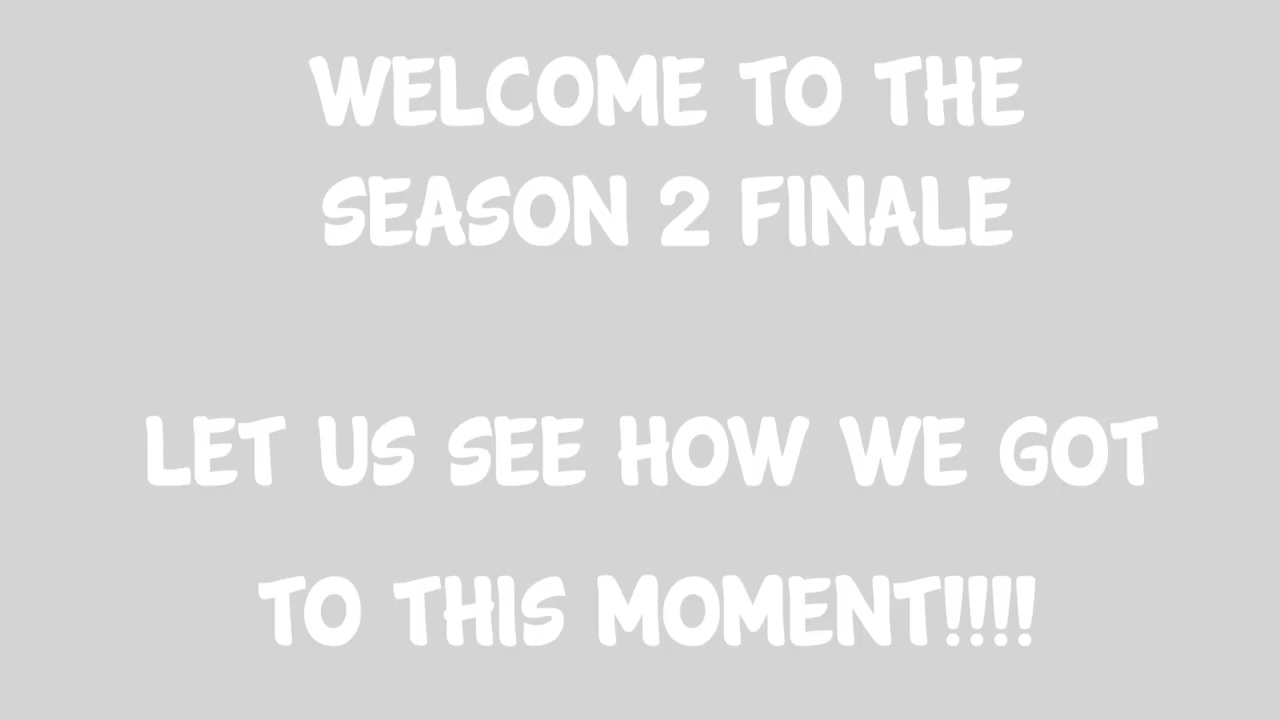 WELCOME TO THE
SEASON 2 FINALE
LET US SEE HOW WE GOT
TO THIS MOMENT!!!!